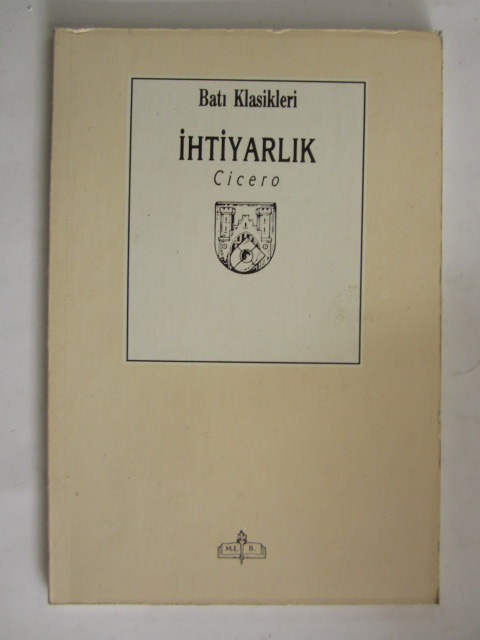 Batı Klasikleri
İHTİYARLIK
Cicero
M.E. B.